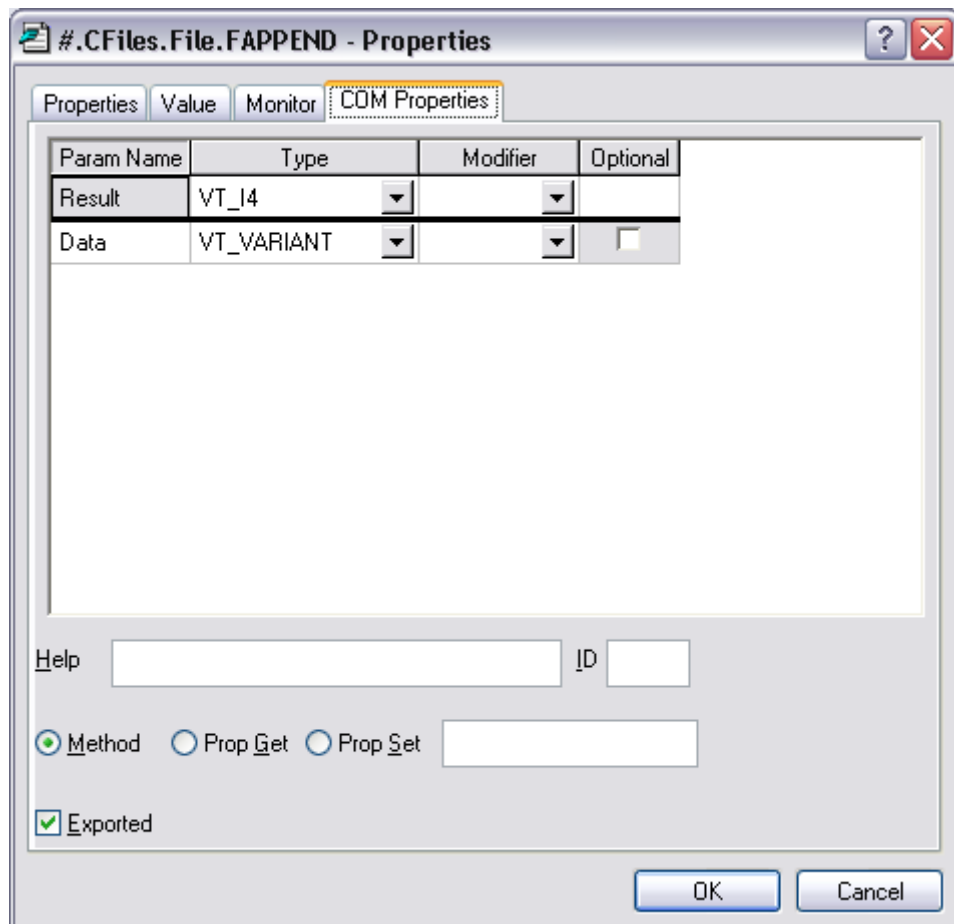 #.CFiles.File.FAPPEND - Properties ?
Properties Value Monitor COM Properties
Param Name Type Modifier Optional
Result VT_I4
Data VT_VARIANT
Help ID
Method Prop Get Prop Set
Exported
OK Cancel